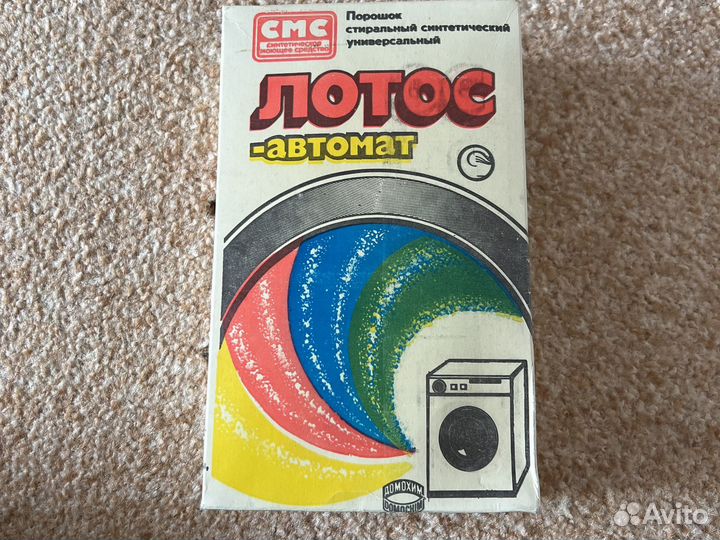 СМС
синтетическое
моющее средство
Порошок
стиральный синтетический
универсальный
ЛОТОС
-автомат
ДОМОХИМ
Avito